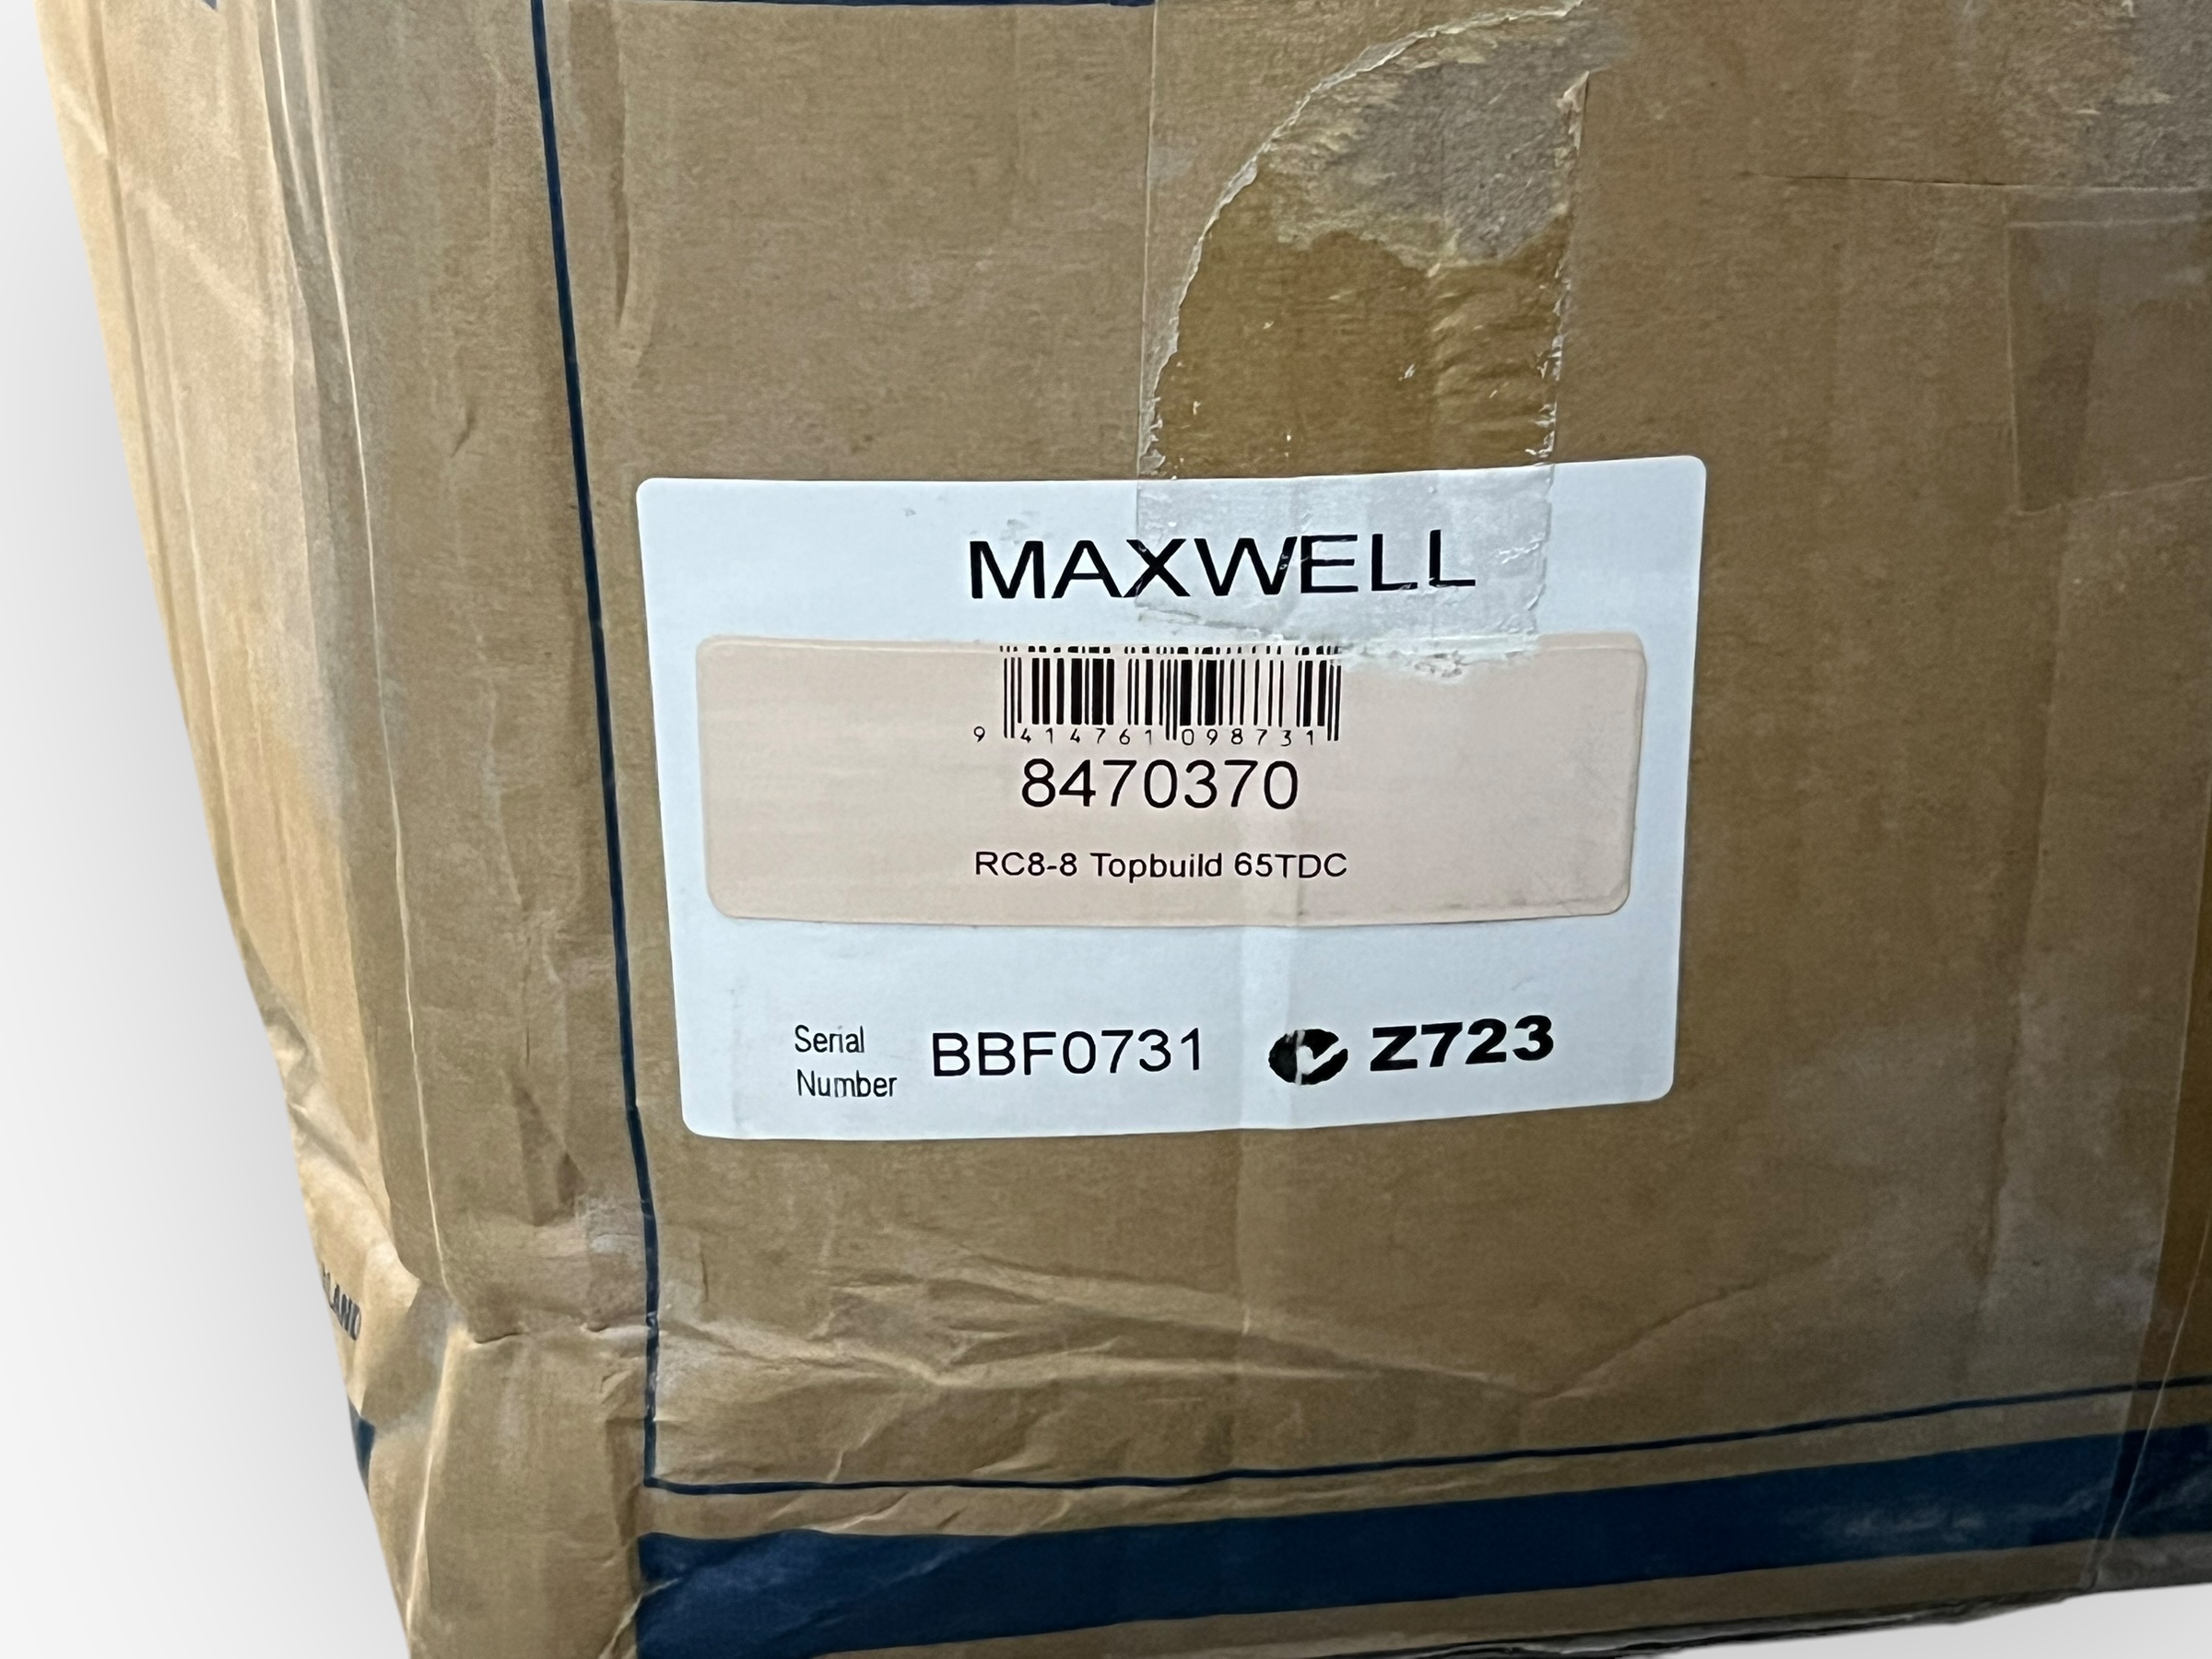 MAXWELL
9 414761 098731
8470370
RC8-8 Topbuild 65TDC
Serial
Number
BBF0731
Z723